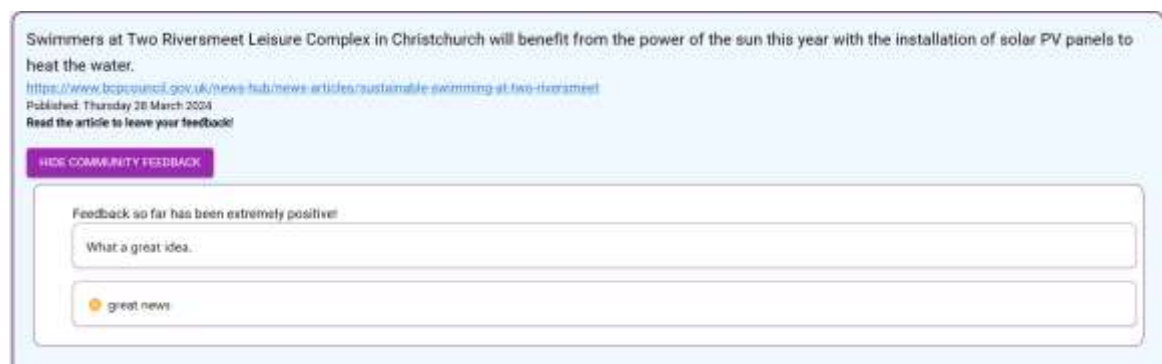 Swimmers at Two Riversmeet Leisure Complex in Christchurch will benefit from the power of the sun this year with the installation of solar PV panels to
heat the water.
https://www.bcpcouncil.gov.uk/news-hub/news-articles/sustainable-swimming-at-two-riversmeet
Published: Thursday 28 March 2024
Read the article to leave your feedback!
HIDE COMMUNITY FEEDBACK
Feedback so far has been extremely positive!
What a great idea.
great news